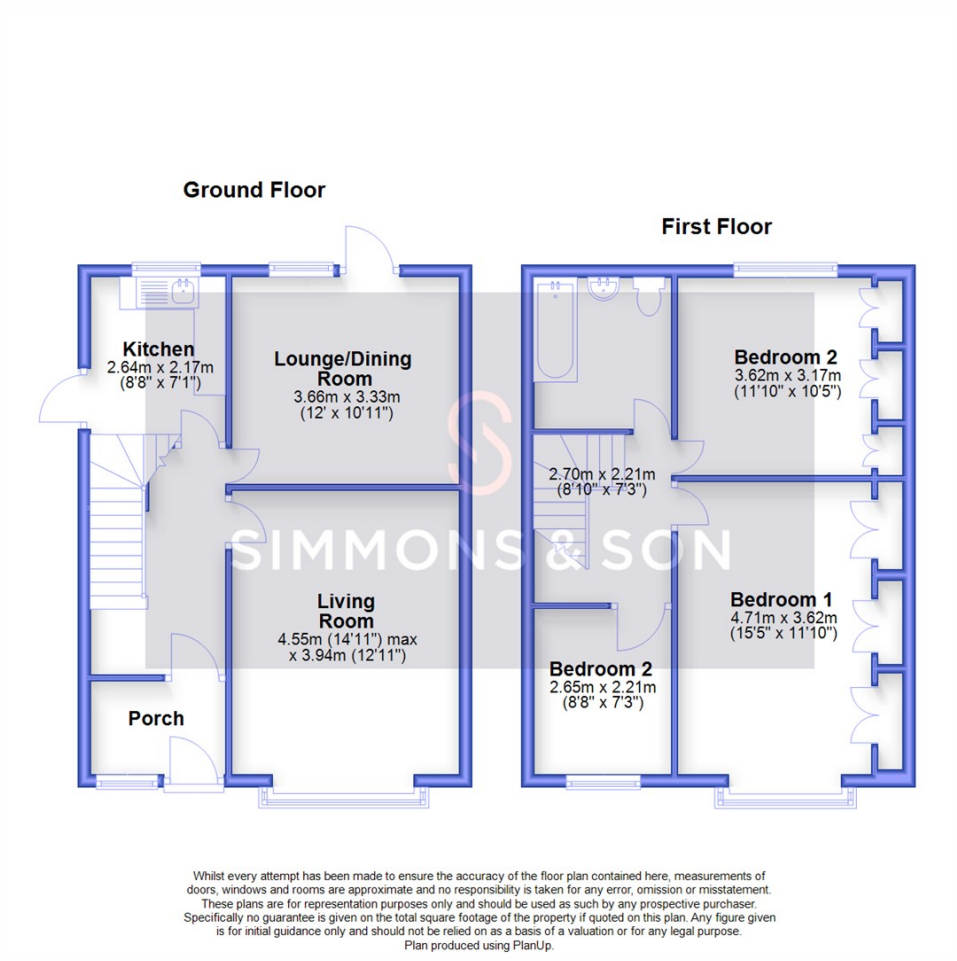 Ground Floor
First Floor
Kitchen
2.64m x 2.17m
(8'8" x 7'1")
Lounge/Dining
Room
3.66m x 3.33m
(12' x 10'11")
Living
Room
4.55m (14'11") max
x 3.94m (12'11")
Porch
Bedroom 2
3.62m x 3.17m
(11'10" x 10'5")
2.70m x 2.21m
(8'10" x 7'3")
Bedroom 1
4.71m x 3.62m
(15'5" x 11'10")
Bedroom 2
2.65m x 2.21m
(8'8" x 7'3")
SIMMONS & SON
Whilst every attempt has been made to ensure the accuracy of the floor plan contained here, measurements of
doors, windows and rooms are approximate and no responsibility is taken for any error, omission or misstatement.
These plans are for representation purposes only and should be used as such by any prospective purchaser.
Specifically no guarantee is given on the total square footage of the property if quoted on this plan. Any figure given
is for initial guidance only and should not be relied on as a basis of a valuation or for any legal purpose.
Plan produced using PlanUp.